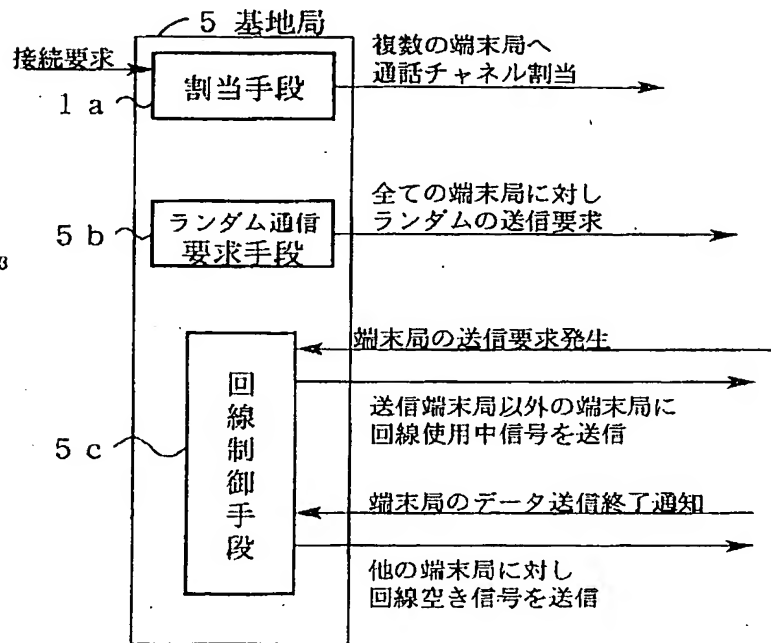 5 基地局
接続要求
割当手段
1a
複数の端末局へ
通話チャネル割当
ランダム通信
要求手段
5b
全ての端末局に対し
ランダムの送信要求
端末局の送信要求発生
回線制御手段
5c
送信端末局以外の端末局に
回線使用中信号を送信
端末局のデータ送信終了通知
他の端末局に対し
回線空き信号を送信